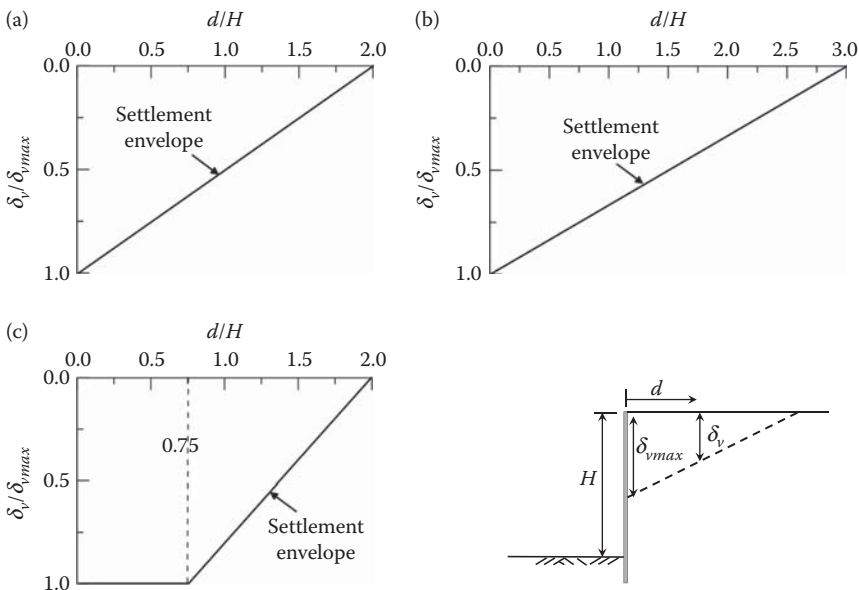 (a)
d/H
0.0 0.5 1.0 1.5 2.0
0.0
0.5
1.0
δv/δvmax
Settlement
envelope
(b)
d/H
0.0 0.5 1.0 1.5 2.0 2.5 3.0
0.0
0.5
1.0
δv/δvmax
Settlement
envelope
(c)
d/H
0.0 0.5 1.0 1.5 2.0
0.0
0.5
1.0
δv/δvmax
0.75
Settlement
envelope
d
δv
δvmax
H